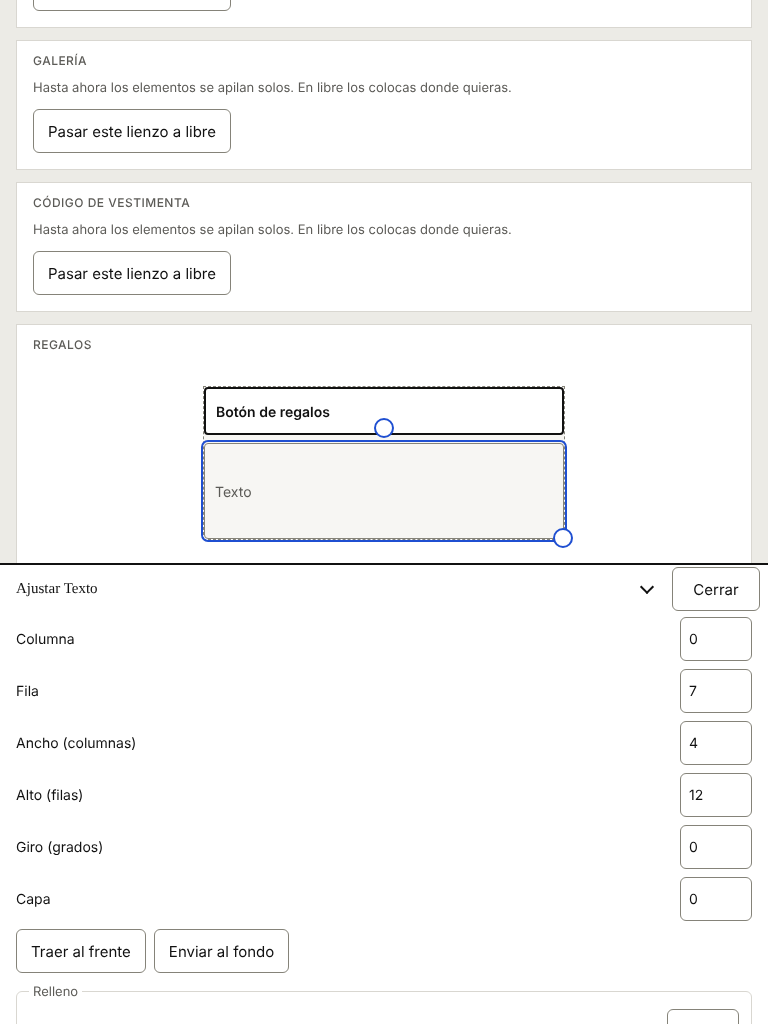 GALERÍA
Hasta ahora los elementos se apilan solos. En libre los colocas donde quieras.
Pasar este lienzo a libre
CÓDIGO DE VESTIMENTA
Hasta ahora los elementos se apilan solos. En libre los colocas donde quieras.
Pasar este lienzo a libre
REGALOS
Botón de regalos
Texto
Ajustar Texto
Cerrar
Columna
0
Fila
7
Ancho (columnas)
4
Alto (filas)
12
Giro (grados)
0
Capa
0
Traer al frente
Enviar al fondo
Relleno